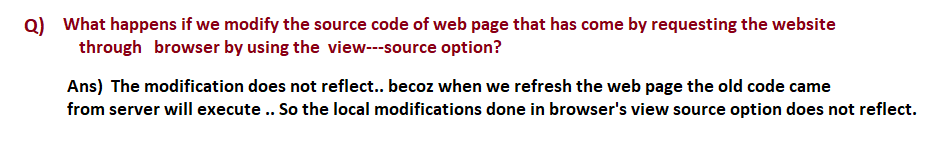 Q) What happens if we modify the source code of web page that has come by requesting the website
through browser by using the view---source option?
Ans) The modification does not reflect.. becoz when we refresh the web page the old code came
from server will execute .. So the local modifications done in browser's view source option does not reflect.